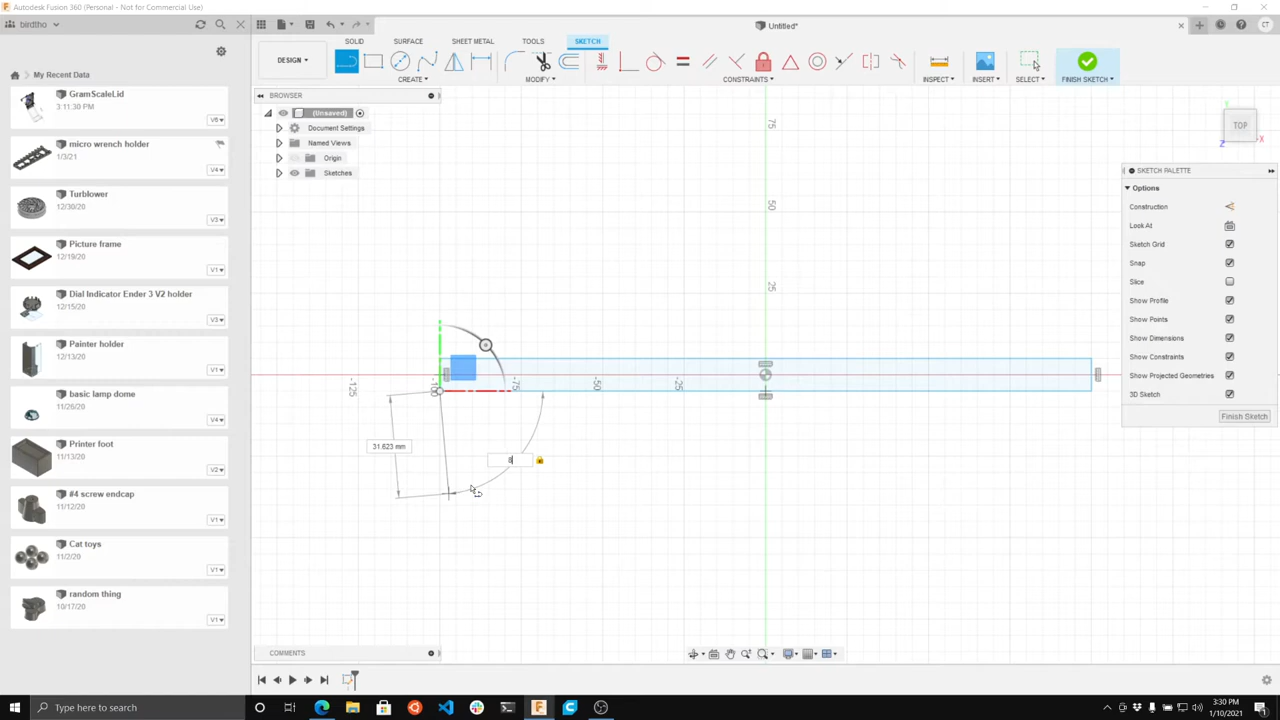 Autodesk Fusion 360 (Personal - Not for Commercial Use)
birdtho
Untitled*
CT
SOLID
SURFACE
SHEET METAL
TOOLS
SKETCH
DESIGN
CREATE
MODIFY
CONSTRAINTS
INSPECT
INSERT
SELECT
FINISH SKETCH
My Recent Data
GramScaleLid
3:11:30 PM
V6
micro wrench holder
1/3/21
V4
Turblower
12/30/20
V3
Picture frame
12/19/20
V1
Dial Indicator Ender 3 V2 holder
12/15/20
V3
Painter holder
12/13/20
V1
basic lamp dome
11/26/20
V4
Printer foot
11/13/20
V2
#4 screw endcap
11/12/20
V1
Cat toys
11/2/20
V1
random thing
10/17/20
V1
BROWSER
(Unsaved)
Document Settings
Named Views
Origin
Sketches
75
50
25
-125
-100
-75
-50
-25
31.623 mm
8
TOP
Y
X
Z
SKETCH PALETTE
Options
Construction
Look At
Sketch Grid
Snap
Slice
Show Profile
Show Points
Show Dimensions
Show Constraints
Show Projected Geometries
3D Sketch
Finish Sketch
COMMENTS
Type here to search
3:30 PM
1/10/2021